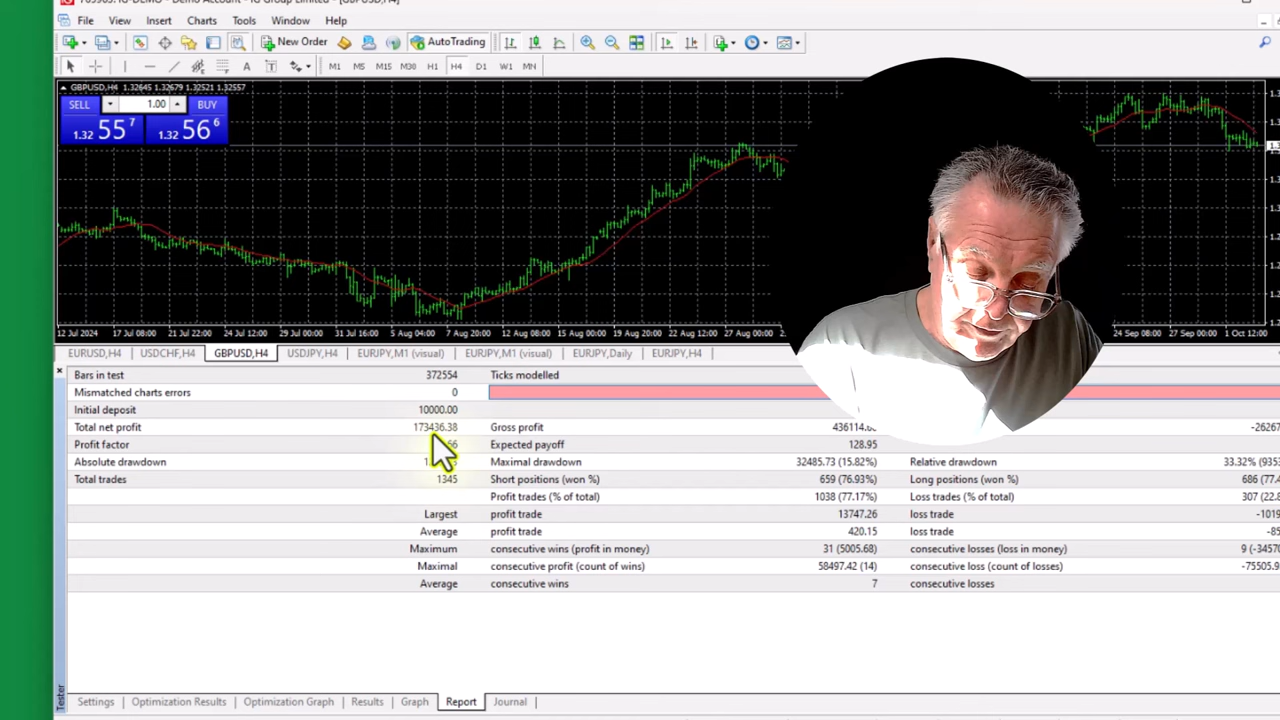 File View Insert Charts Tools Window Help
New Order AutoTrading
A T M1 M5 M15 M30 H1 H4 D1 W1 MN
GBPUSD,H4 1.32645 1.32679 1.32521 1.32557
SELL 1.00 BUY
1.32 55 7 1.32 56 6
12 Jul 2024 17 Jul 08:00 21 Jul 22:00 24 Jul 12:00 29 Jul 00:00 31 Jul 16:00 5 Aug 04:00 7 Aug 20:00 12 Aug 08:00 15 Aug 00:00 19 Aug 20:00 22 Aug 12:00 27 Aug 00:00 24 Sep 08:00 27 Sep 00:00 1 Oct 12:00
EURUSD,H4 USDCHF,H4 GBPUSD,H4 USDJPY,H4 EURJPY,M1 (visual) EURJPY,M1 (visual) EURJPY,Daily EURJPY,H4
Bars in test 372554 Ticks modelled
Mismatched charts errors 0
Initial deposit 10000.00
Total net profit 173436.38 Gross profit
Profit factor Expected payoff 128.95
Absolute drawdown Maximal drawdown 32485.73 (15.82%) Relative drawdown 33.32%
Total trades 1345 Short positions (won %) 659 (76.93%) Long positions (won %) 686
Profit trades (% of total) 1038 (77.17%) Loss trades (% of total) 307
Largest profit trade 13747.26 loss trade
Average profit trade 420.15 loss trade
Maximum consecutive wins (profit in money) 31 (5005.68) consecutive losses (loss in money) 9
Maximal consecutive profit (count of wins) 58497.42 (14) consecutive loss (count of losses)
Average consecutive wins 7 consecutive losses
Tester
Settings Optimization Results Optimization Graph Results Graph Report Journal